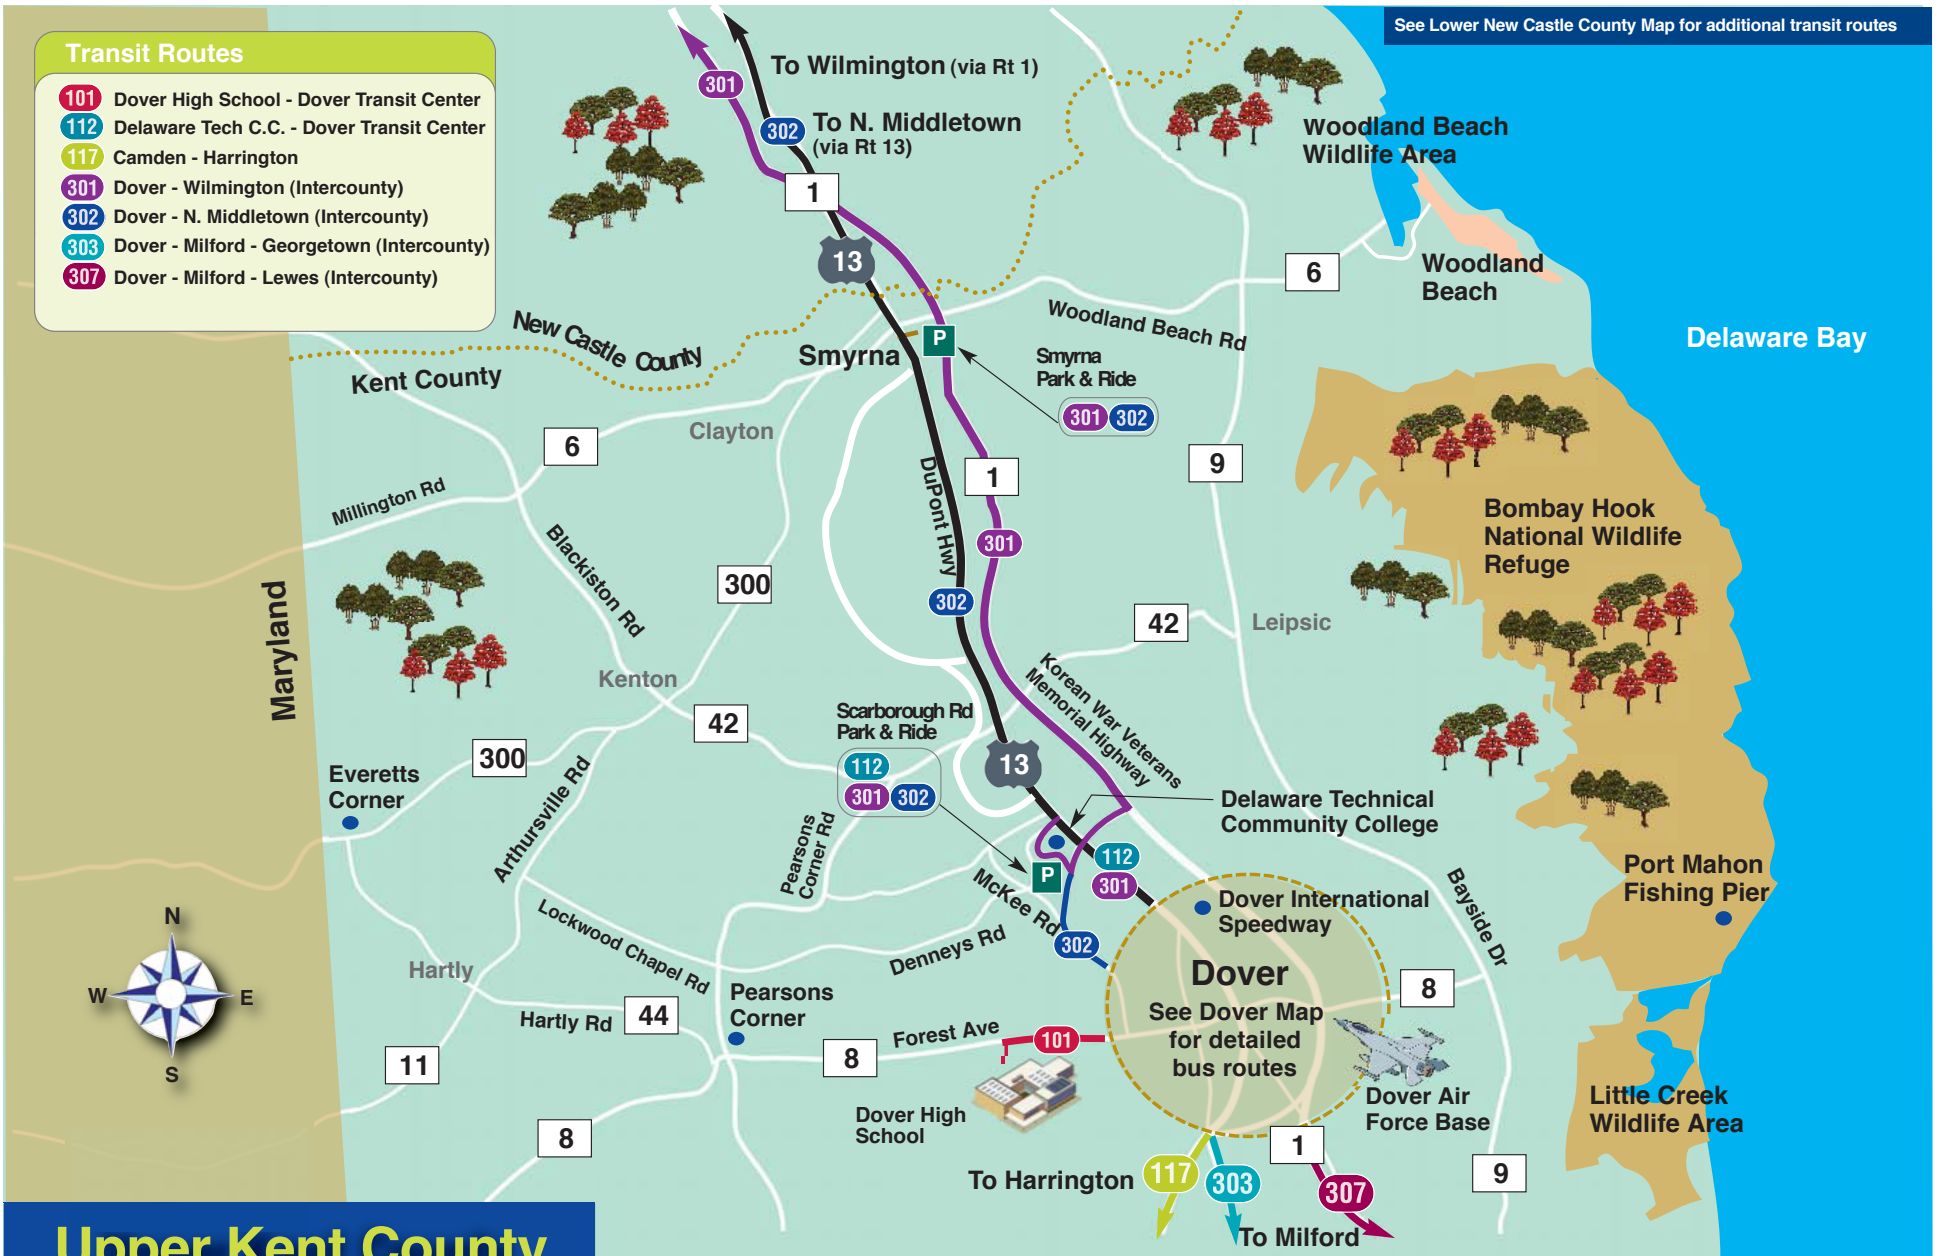 See Lower New Castle County Map for additional transit routes
Transit Routes
101 Dover High School - Dover Transit Center
112 Delaware Tech C.C. - Dover Transit Center
117 Camden - Harrington
301 Dover - Wilmington (Intercounty)
302 Dover - N. Middletown (Intercounty)
303 Dover - Milford - Georgetown (Intercounty)
307 Dover - Milford - Lewes (Intercounty)
301
To Wilmington (via Rt 1)
302
To N. Middletown
(via Rt 13)
1
13
Woodland Beach
Wildlife Area
6
Woodland
Beach
Delaware Bay
New Castle County
Kent County
Smyrna
P
Woodland Beach Rd
Smyrna
Park & Ride
301 302
Clayton
6
Millington Rd
9
1
DuPont Hwy
301
302
Bombay Hook
National Wildlife
Refuge
Blackiston Rd
300
Maryland
42
Leipsic
Kenton
42
Korean War Veterans
Memorial Highway
Scarborough Rd
Park & Ride
112
301 302
13
300
Everetts
Corner
Arthursville Rd
Pearsons
Corner Rd
Delaware Technical
Community College
112
301
P
McKee Rd
302
Port Mahon
Fishing Pier
Bayside Dr
Dover International
Speedway
N
W
E
S
Hartly
Lockwood Chapel Rd
Denneys Rd
Dover
See Dover Map
for detailed
bus routes
8
Hartly Rd
44
Pearsons
Corner
8
Forest Ave
101
11
Dover High
School
Dover Air
Force Base
Little Creek
Wildlife Area
8
1
9
To Harrington
117
303
307
To Milford
Upper Kent County